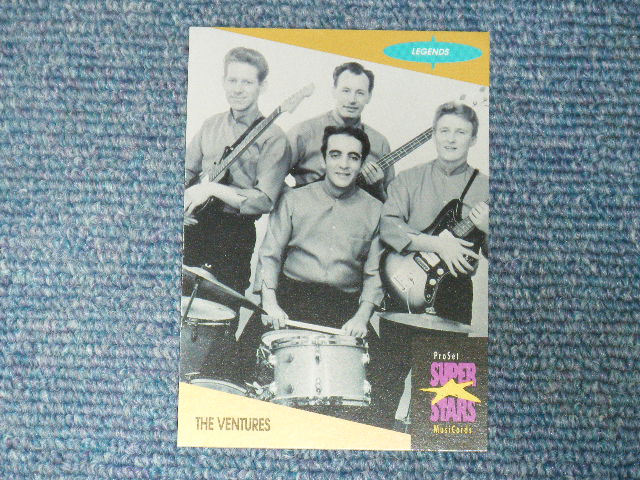 LEGENDS
ProSet
SUPER
STARS
MusiCards
THE VENTURES